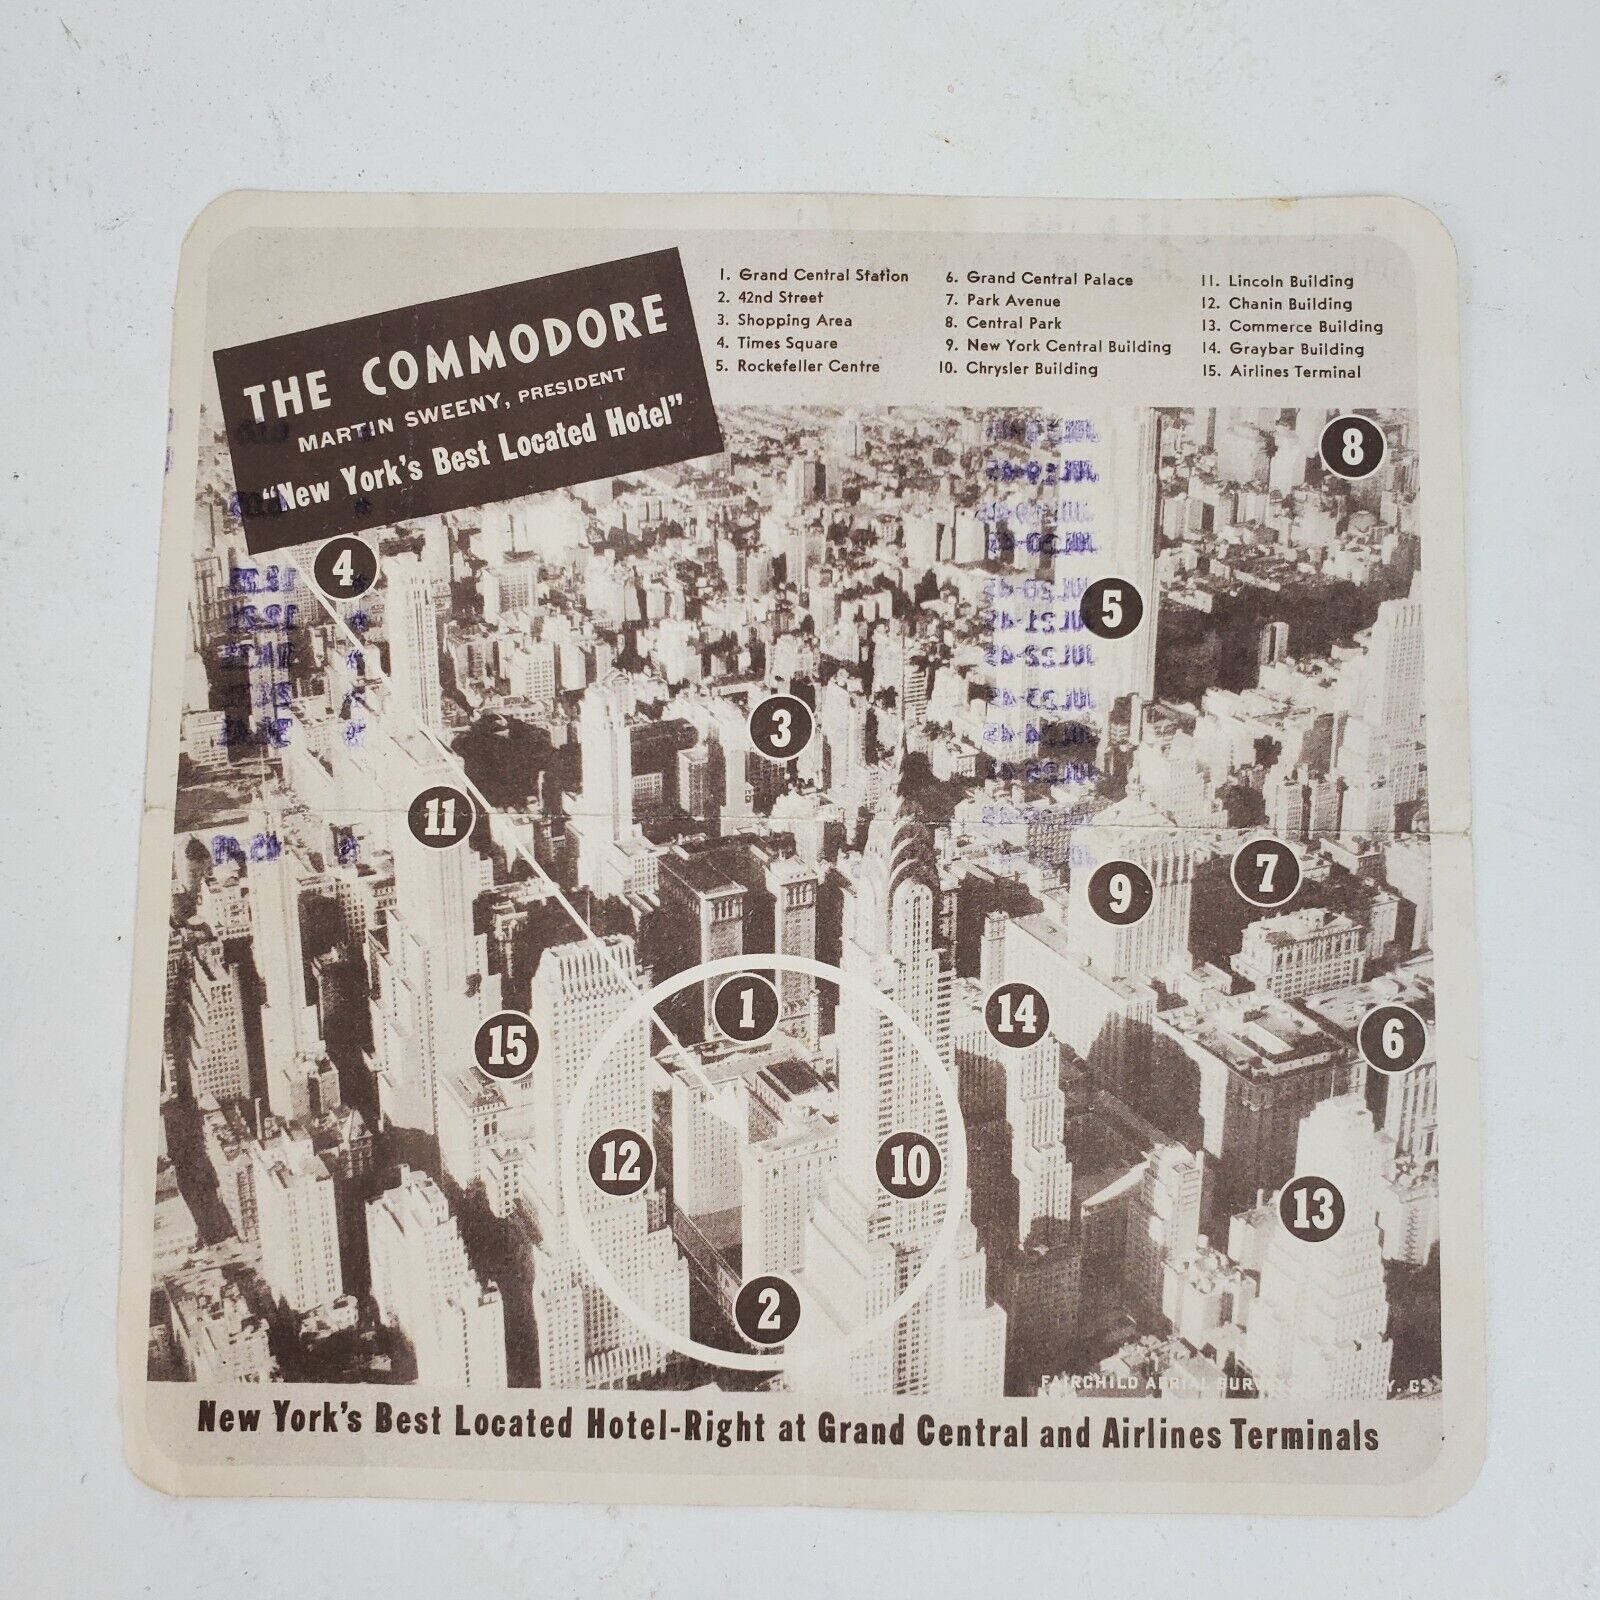 THE COMMODORE
MARTIN SWEENY, PRESIDENT
"New York's Best Located Hotel"
1. Grand Central Station
2. 42nd Street
3. Shopping Area
4. Times Square
5. Rockefeller Centre
6. Grand Central Palace
7. Park Avenue
8. Central Park
9. New York Central Building
10. Chrysler Building
11. Lincoln Building
12. Chanin Building
13. Commerce Building
14. Graybar Building
15. Airlines Terminal
8
4
5
3
11
9
7
1
14
15
6
12
10
13
2
FAIRCHILD AERIAL
New York's Best Located Hotel-Right at Grand Central and Airlines Terminals